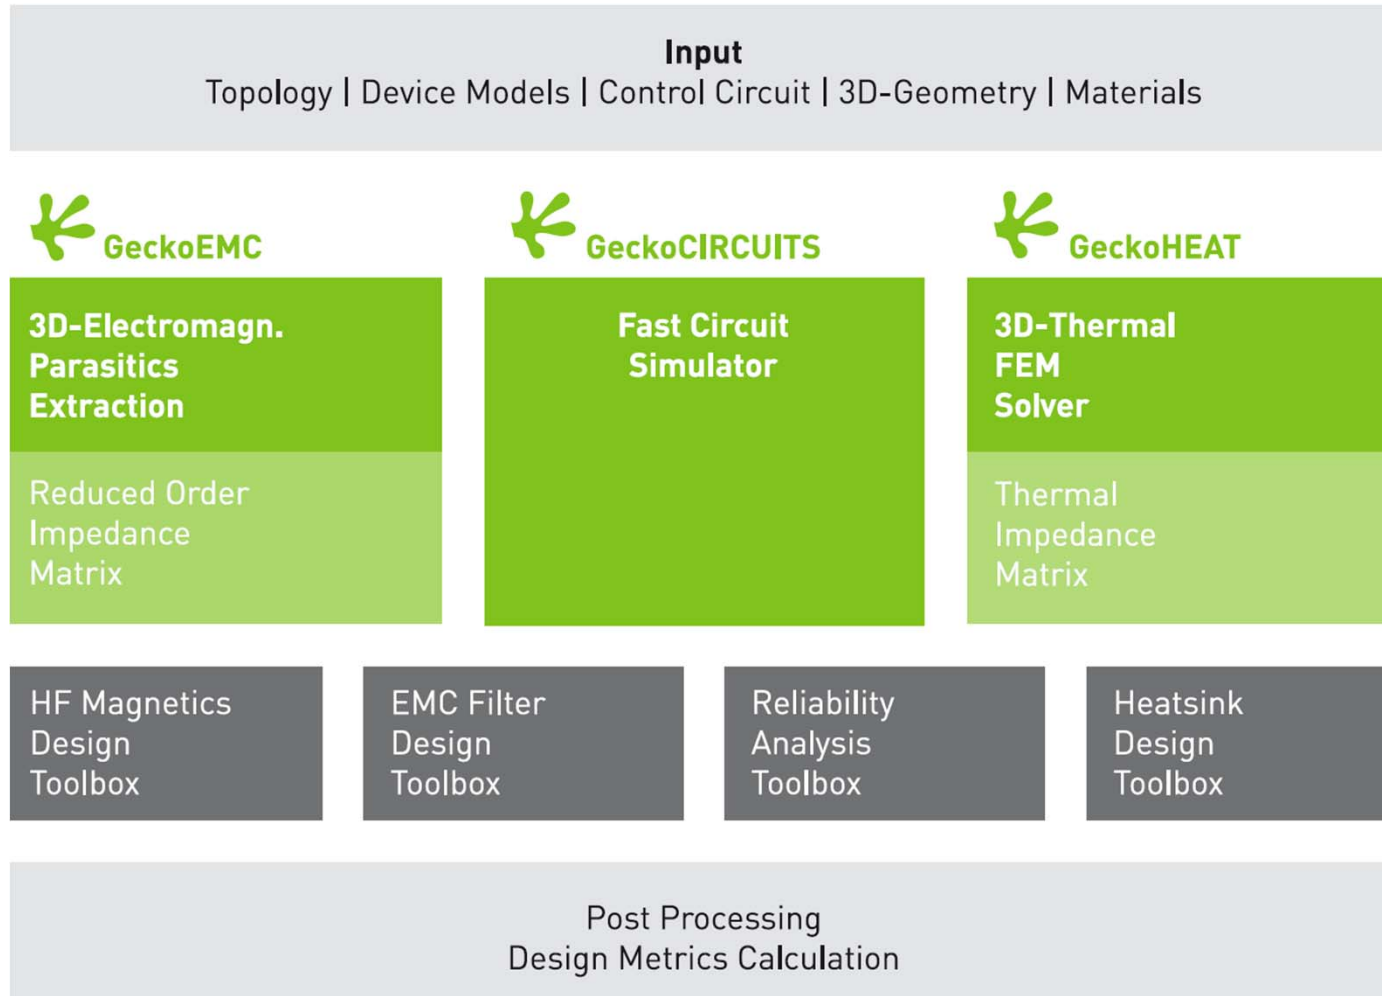 Input
Topology | Device Models | Control Circuit | 3D-Geometry | Materials
GeckoEMC
3D-Electromagn.
Parasitics
Extraction
Reduced Order
Impedance
Matrix
GeckoCIRCUITS
Fast Circuit
Simulator
GeckoHEAT
3D-Thermal
FEM
Solver
Thermal
Impedance
Matrix
HF Magnetics
Design
Toolbox
EMC Filter
Design
Toolbox
Reliability
Analysis
Toolbox
Heatsink
Design
Toolbox
Post Processing
Design Metrics Calculation